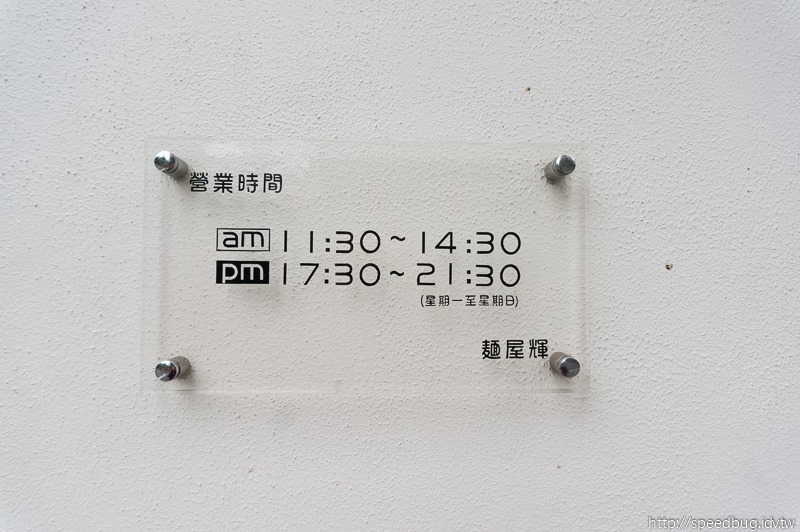 營業時間
am 11:30~14:30
pm 17:30~21:30
(星期一至星期日)
麵屋輝
http://speedbug.idv.tw